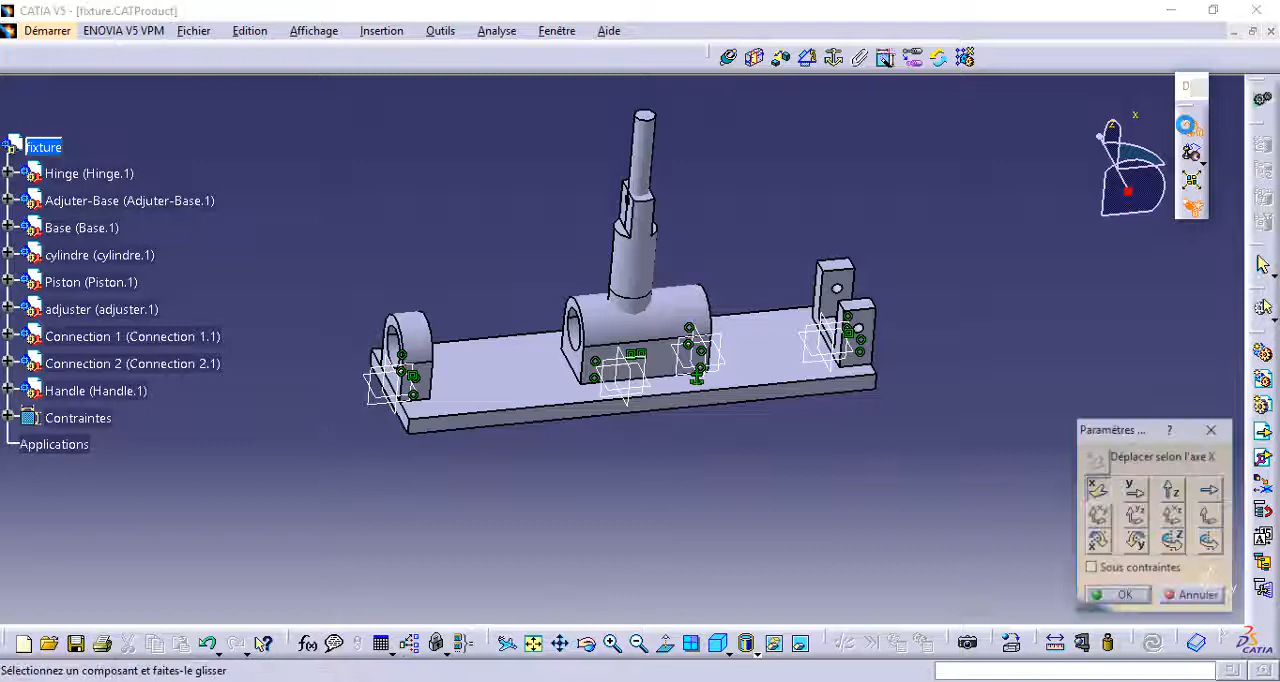 CATIA V5 - [fixture.CATProduct]
Démarrer ENOVIA V5 VPM Fichier Edition Affichage Insertion Outils Analyse Fenêtre Aide
D
x
z
fixture
Hinge (Hinge.1)
Adjuter-Base (Adjuter-Base.1)
Base (Base.1)
cylindre (cylindre.1)
Piston (Piston.1)
adjuster (adjuster.1)
Connection 1 (Connection 1.1)
Connection 2 (Connection 2.1)
Handle (Handle.1)
Contraintes
Applications
Paramètres ... ?
Déplacer selon l'axe X
Sous contraintes
OK Annuler
f(x)
CATIA
Sélectionnez un composant et faites-le glisser